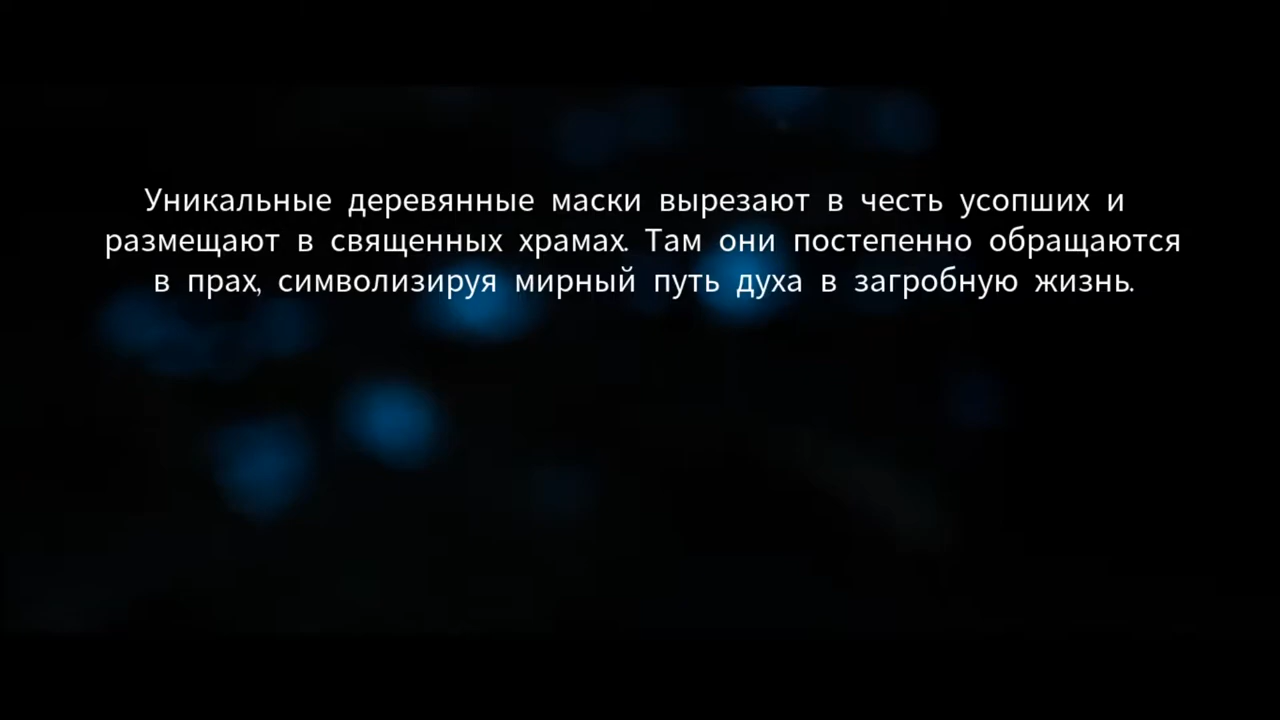 Уникальные деревянные маски вырезают в честь усопших и
размещают в священных храмах. Там они постепенно обращаются
в прах, символизируя мирный путь духа в загробную жизнь.